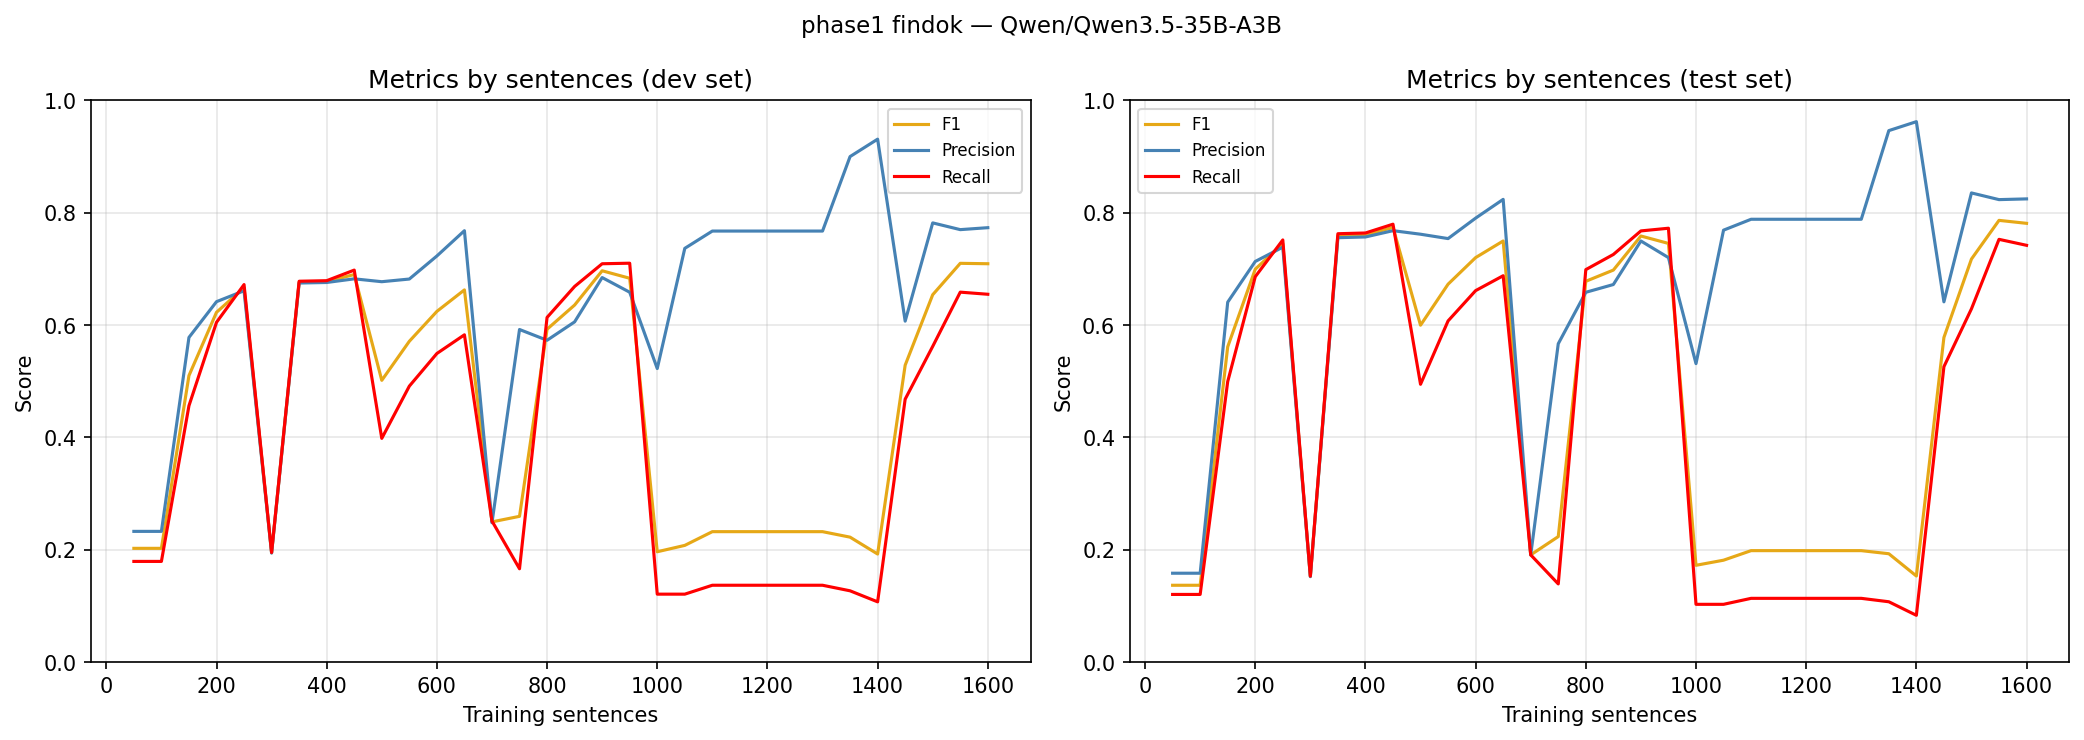 phase1 findok — Qwen/Qwen3.5-35B-A3B
Metrics by sentences (dev set)
F1
Precision
Recall
1.0
0.8
0.6
0.4
0.2
0.0
Score
0 200 400 600 800 1000 1200 1400 1600
Training sentences
Metrics by sentences (test set)
F1
Precision
Recall
1.0
0.8
0.6
0.4
0.2
0.0
Score
0 200 400 600 800 1000 1200 1400 1600
Training sentences